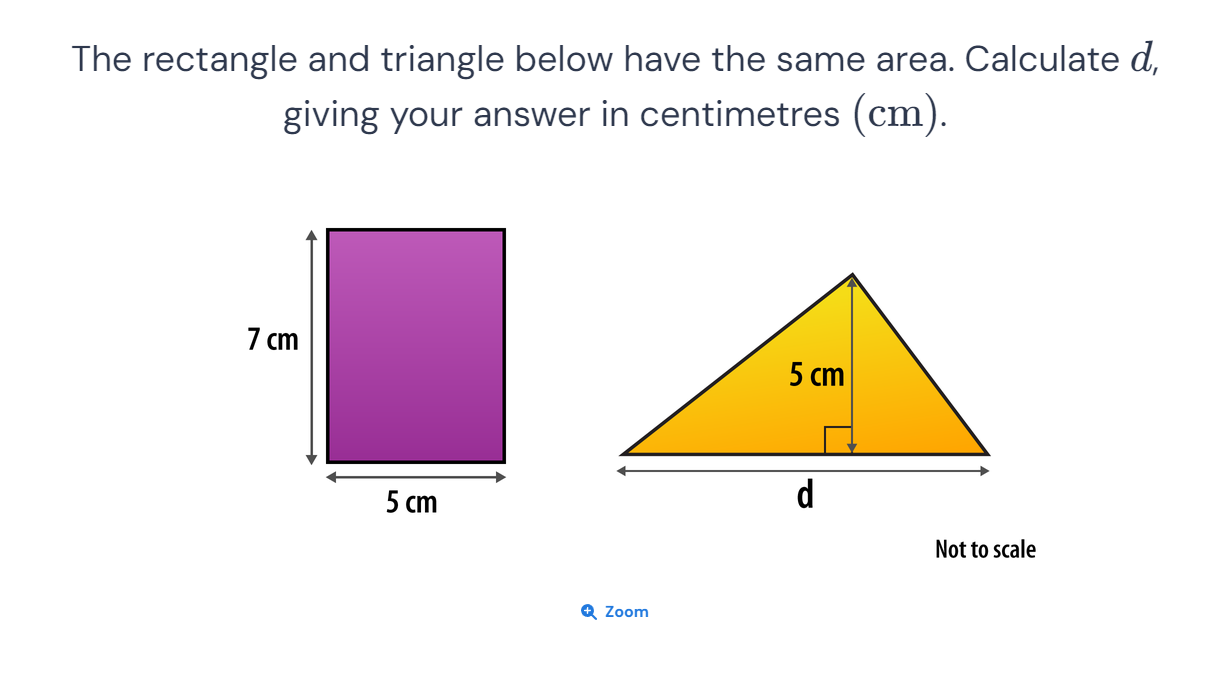 The rectangle and triangle below have the same area. Calculate d,
giving your answer in centimetres (cm).
7 cm
5 cm
5 cm
d
Not to scale
Zoom